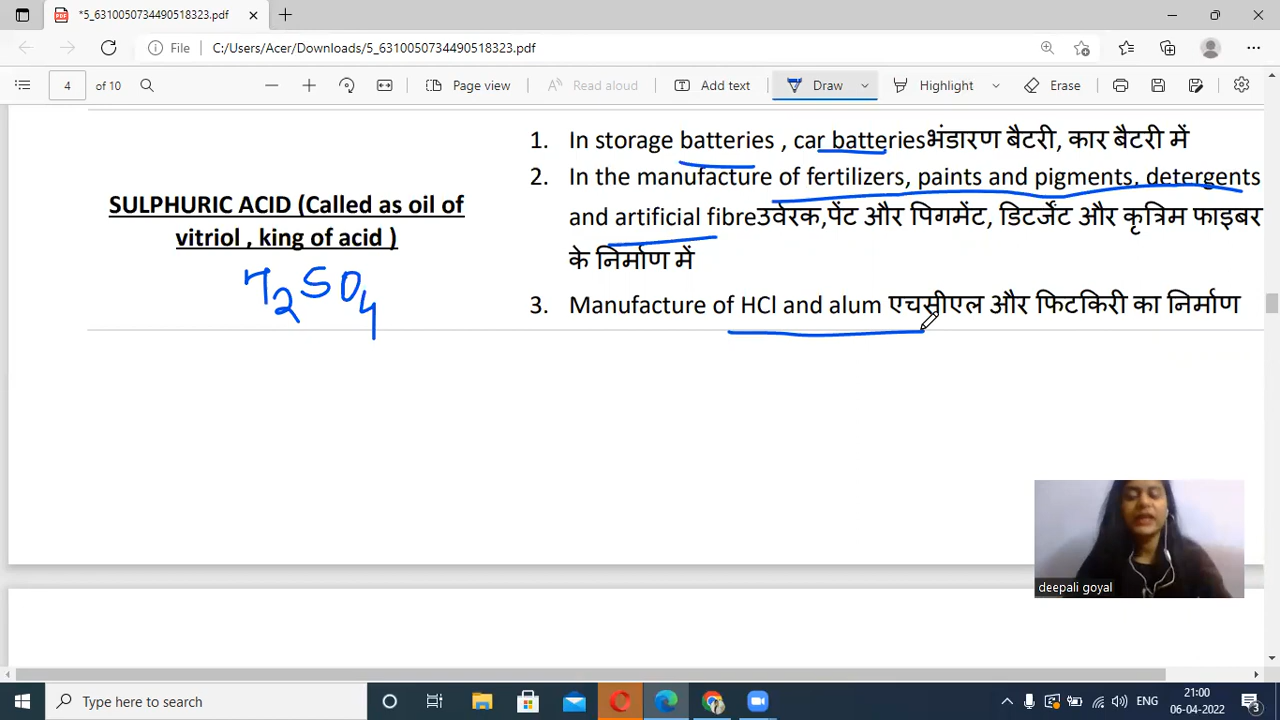 *5_6310050734490518323.pdf
File C:/Users/Acer/Downloads/5_6310050734490518323.pdf
4 of 10 Page view Read aloud Add text Draw Highlight Erase
1. In storage batteries , car batteriesभंडारण बैटरी, कार बैटरी में
2. In the manufacture of fertilizers, paints and pigments, detergents
and artificial fibreउर्वरक,पेंट और पिगमेंट, डिटर्जेंट और कृत्रिम फाइबर
के निर्माण में
SULPHURIC ACID (Called as oil of
vitriol , king of acid )
H2SO4
3. Manufacture of HCl and alum एचसीएल और फिटकिरी का निर्माण
deepali goyal
Type here to search
ENG
21:00
06-04-2022
3